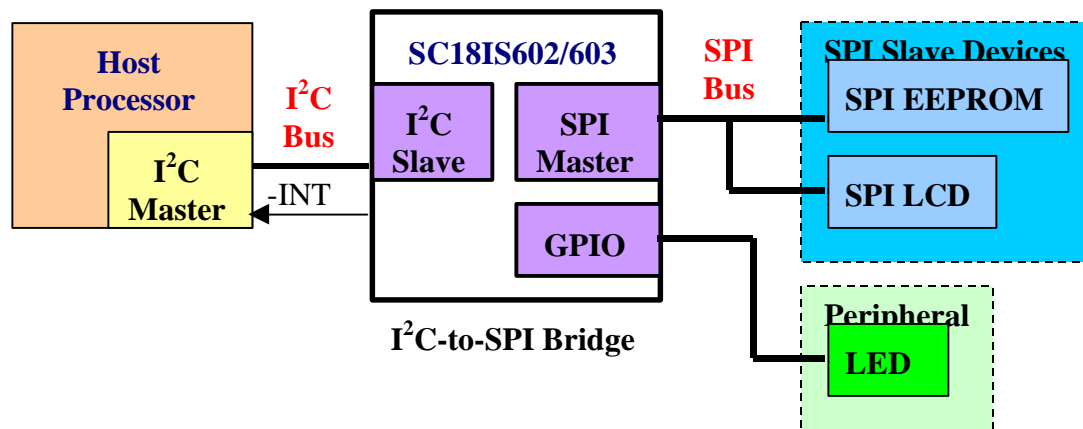 Host
Processor
I²C
Master
I²C
Bus
-INT
SC18IS602/603
I²C
Slave
SPI
Master
GPIO
I²C-to-SPI Bridge
SPI
Bus
SPI Slave Devices
SPI EEPROM
SPI LCD
Peripheral
LED